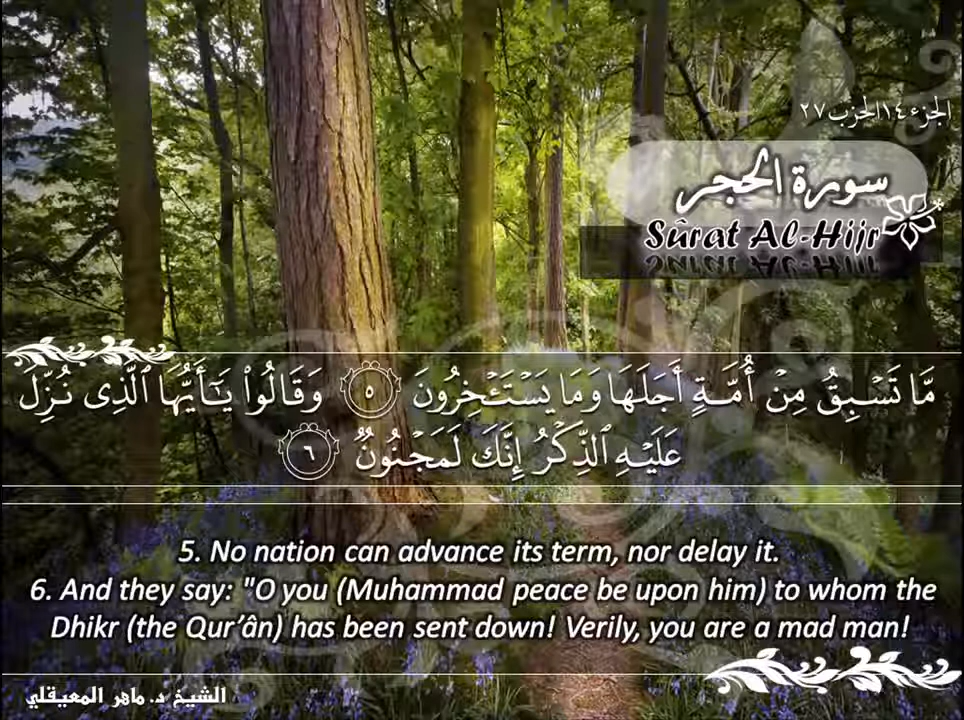 الجزء ١٤ الحزب ٢٧
سورة الحجر
Sûrat Al-Hijr
مَّا تَسْبِقُ مِنْ أُمَّةٍ أَجَلَهَا وَمَا يَسْتَـْٔخِرُونَ ٥ وَقَالُوا۟ يَـٰٓأَيُّهَا ٱلَّذِى نُزِّلَ
عَلَيْهِ ٱلذِّكْرُ إِنَّكَ لَمَجْنُونٌ ٦
5. No nation can advance its term, nor delay it.
6. And they say: "O you (Muhammad peace be upon him) to whom the
Dhikr (the Qur’ân) has been sent down! Verily, you are a mad man!
الشيخ د. ماهر المعيقلي